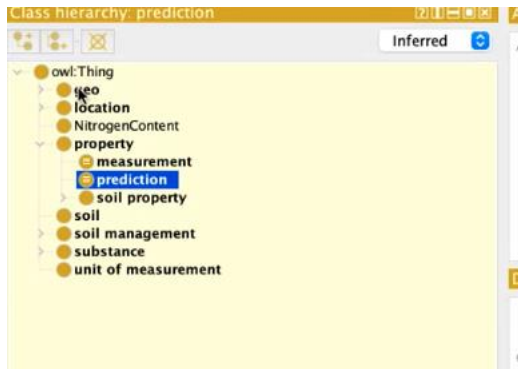 Class hierarchy: prediction
Inferred
owl:Thing
geo
location
NitrogenContent
property
measurement
prediction
soil property
soil
soil management
substance
unit of measurement